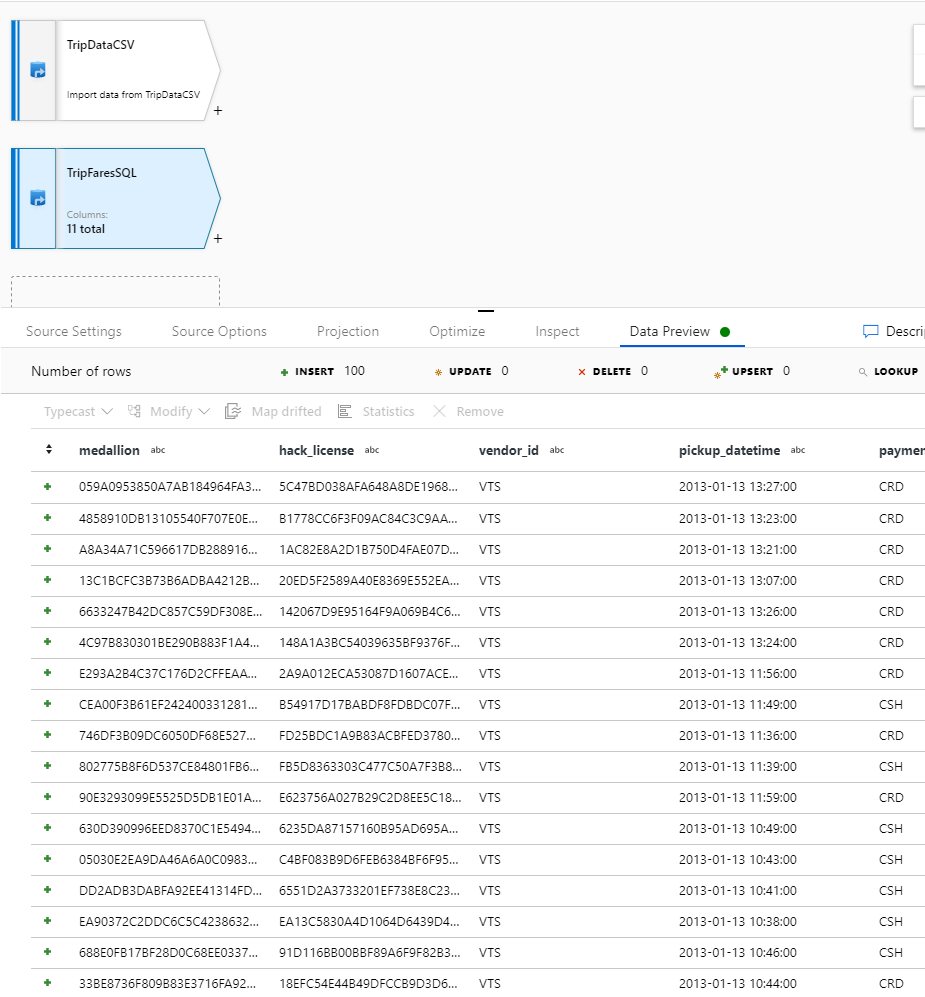 TripDataCSV
Import data from TripDataCSV
+
TripFaresSQL
Columns:
11 total
+
Source Settings Source Options Projection Optimize Inspect Data Preview Descri
Number of rows + INSERT 100 UPDATE 0 × DELETE 0 UPSERT 0 LOOKUP
Typecast Modify Map drifted Statistics Remove
medallion abc hack_license abc vendor_id abc pickup_datetime abc paymen
059A0953850A7AB184964FA3... 5C47BD038AFA648A8DE1968... VTS 2013-01-13 13:27:00 CRD
4858910DB13105540F707E0E... B1778CC6F3F09AC84C3C9AA... VTS 2013-01-13 13:23:00 CRD
A8A34A71C596617DB288916... 1AC82E8A2D1B750D4FAE07D... VTS 2013-01-13 13:21:00 CRD
13C1BCFC3B73B6ADBA4212B... 20ED5F2589A40E8369E552EA... VTS 2013-01-13 13:07:00 CRD
6633247B42DC857C59DF308E... 142067D9E95164F9A069B4C6... VTS 2013-01-13 13:26:00 CRD
4C97B830301BE290B883F1A4... 148A1A3BC54039635BF9376F... VTS 2013-01-13 13:24:00 CRD
E293A2B4C37C176D2CFFEAA... 2A9A012ECA53087D1607ACE... VTS 2013-01-13 11:56:00 CRD
CEA00F3B61EF242400331281... B54917D17BABDF8FDBDC07F... VTS 2013-01-13 11:49:00 CSH
746DF3B09DC6050DF68E527... FD25BDC1A9B83ACBFED3780... VTS 2013-01-13 11:36:00 CRD
802775B8F6D537CE84801FB6... FB5D8363303C477C50A7F3B8... VTS 2013-01-13 11:39:00 CSH
90E3293099E5525D5DB1E01A... E623756A027B29C2D8EE5C18... VTS 2013-01-13 11:59:00 CRD
630D390996EED8370C1E5494... 6235DA87157160B95AD695A... VTS 2013-01-13 10:49:00 CSH
05030E2EA9DA46A6A0C0983... C4BF083B9D6FEB6384BF6F95... VTS 2013-01-13 10:43:00 CSH
DD2ADB3DABFA92EE41314FD... 6551D2A3733201EF738E8C23... VTS 2013-01-13 10:41:00 CSH
EA90372C2DDC6C5C4238632... EA13C5830A4D1064D6439D4... VTS 2013-01-13 10:38:00 CSH
688E0FB17BF28D0C68EE0337... 91D116BB00BBF89A6F9F82B3... VTS 2013-01-13 10:46:00 CSH
33BE8736F809B83E3716FA92... 18EFC54E44B49DFCCB9D3D6... VTS 2013-01-13 10:44:00 CRD